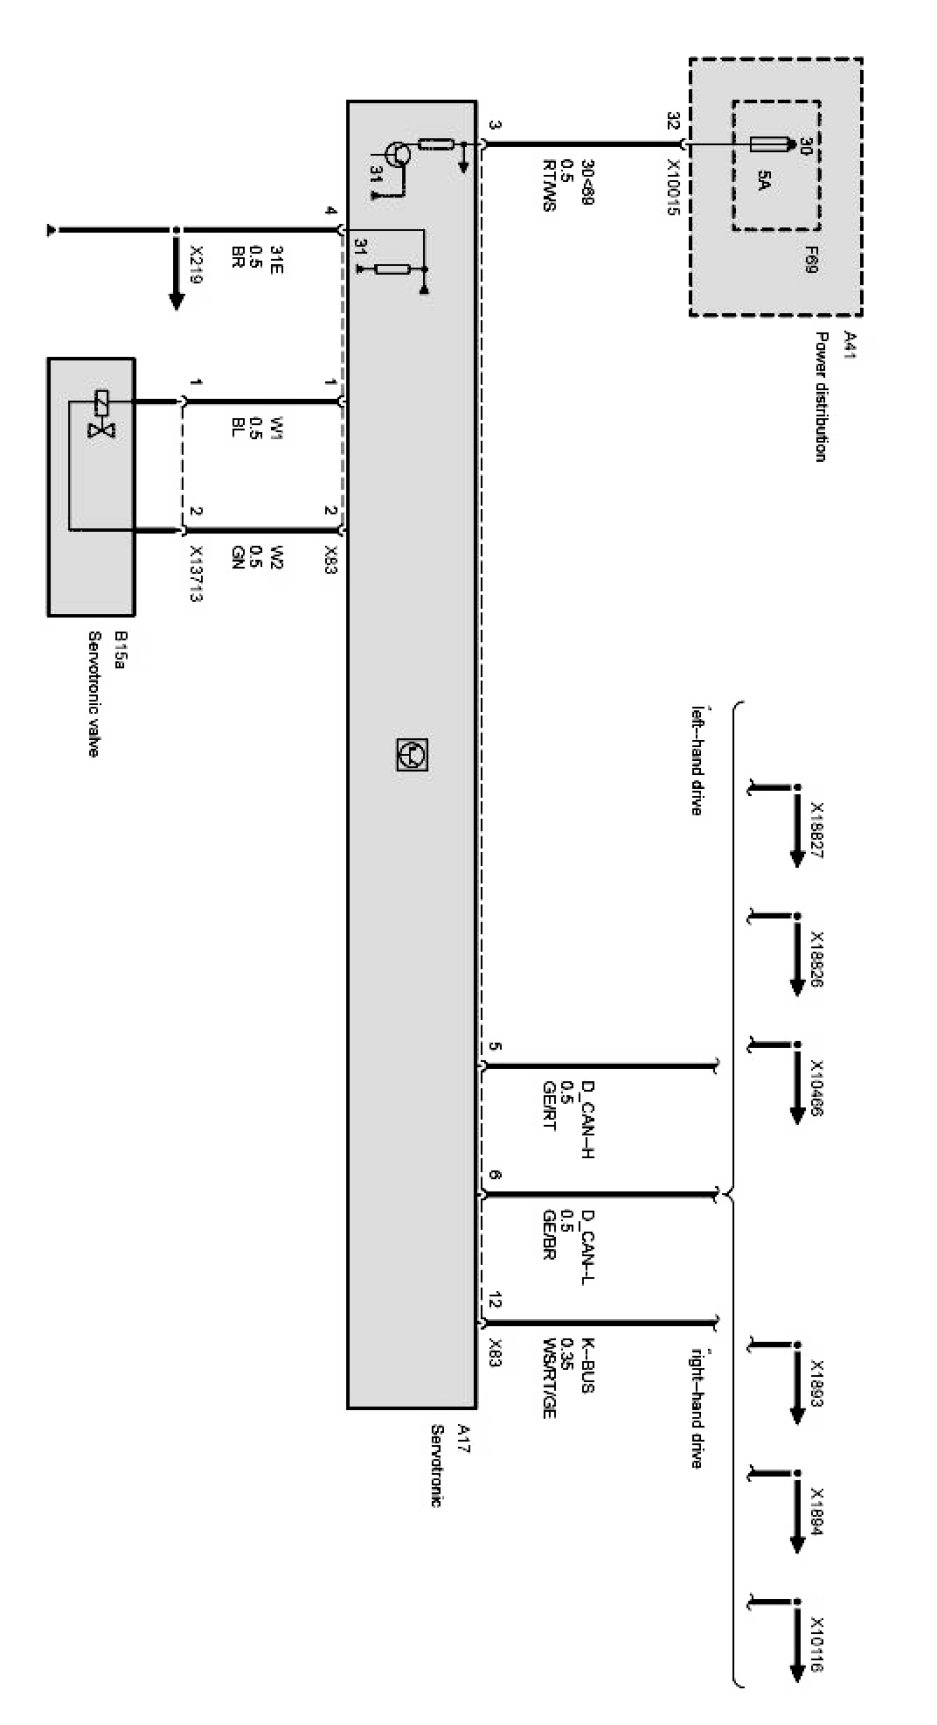 A41
Power distribution
F69
30
5A
32
X10015
30<69
0.5
RT/WS
3
31
31
4
31E
0.5
BR
X219
1
W1
0.5
BL
1
2
X83
W2
0.5
GN
2
X13713
B15a
Servotronic valve
left-hand drive
X18827
X18826
X10466
X1893
X1894
X10116
right-hand drive
5
D_CAN-H
0.5
GE/RT
6
D_CAN-L
0.5
GE/BR
12
X83
K-BUS
0.35
WS/RT/GE
A17
Servotronic